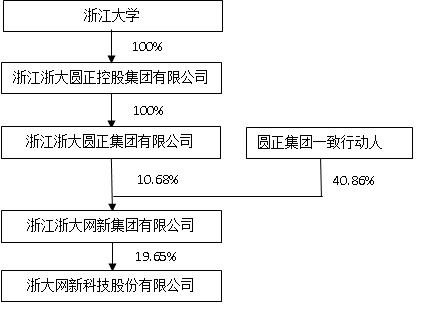 浙江大学
100%
浙江浙大圆正控股集团有限公司
100%
浙江浙大圆正集团有限公司
圆正集团一致行动人
10.68%
40.86%
浙江浙大网新集团有限公司
19.65%
浙大网新科技股份有限公司